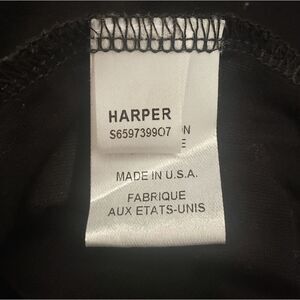 HARPER
S659739907 N
E
MADE IN U.S.A.
FABRIQUE
AUX ETATS-UNIS